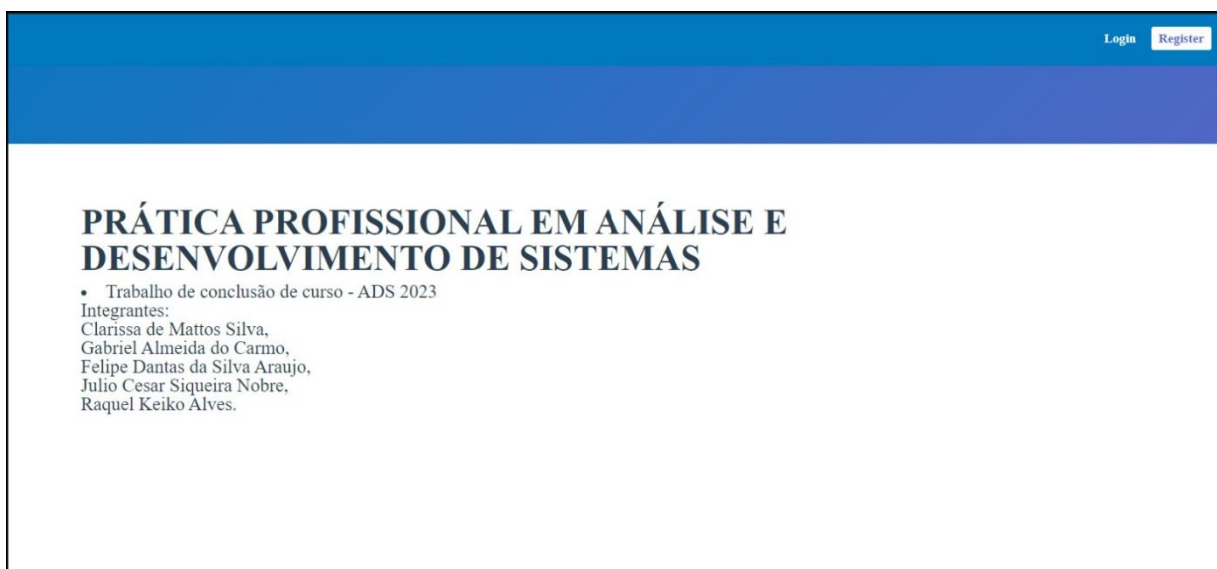 Login Register
PRÁTICA PROFISSIONAL EM ANÁLISE E
DESENVOLVIMENTO DE SISTEMAS
• Trabalho de conclusão de curso - ADS 2023
Integrantes:
Clarissa de Mattos Silva,
Gabriel Almeida do Carmo,
Felipe Dantas da Silva Araujo,
Julio Cesar Siqueira Nobre,
Raquel Keiko Alves.